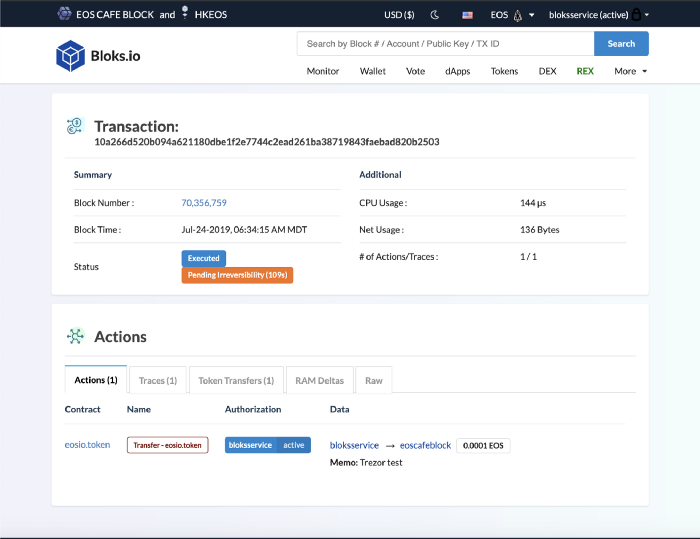 EOS CAFE BLOCK and HKEOS USD ($) EOS bloksservice (active)
Bloks.io
Search by Block # / Account / Public Key / TX ID Search
Monitor Wallet Vote dApps Tokens DEX REX More
Transaction:
10a266d520b094a621180dbe1f2e7744c2ead261ba38719843faebad820b2503
Summary Additional
Block Number : 70,356,759 CPU Usage : 144 µs
Block Time : Jul-24-2019, 06:34:15 AM MDT Net Usage : 136 Bytes
Status Executed # of Actions/Traces : 1 / 1
Pending Irreversibility (109s)
Actions
Actions (1) Traces (1) Token Transfers (1) RAM Deltas Raw
Contract Name Authorization Data
eosio.token Transfer - eosio.token bloksservice active bloksservice → eoscafeblock 0.0001 EOS
Memo: Trezor test